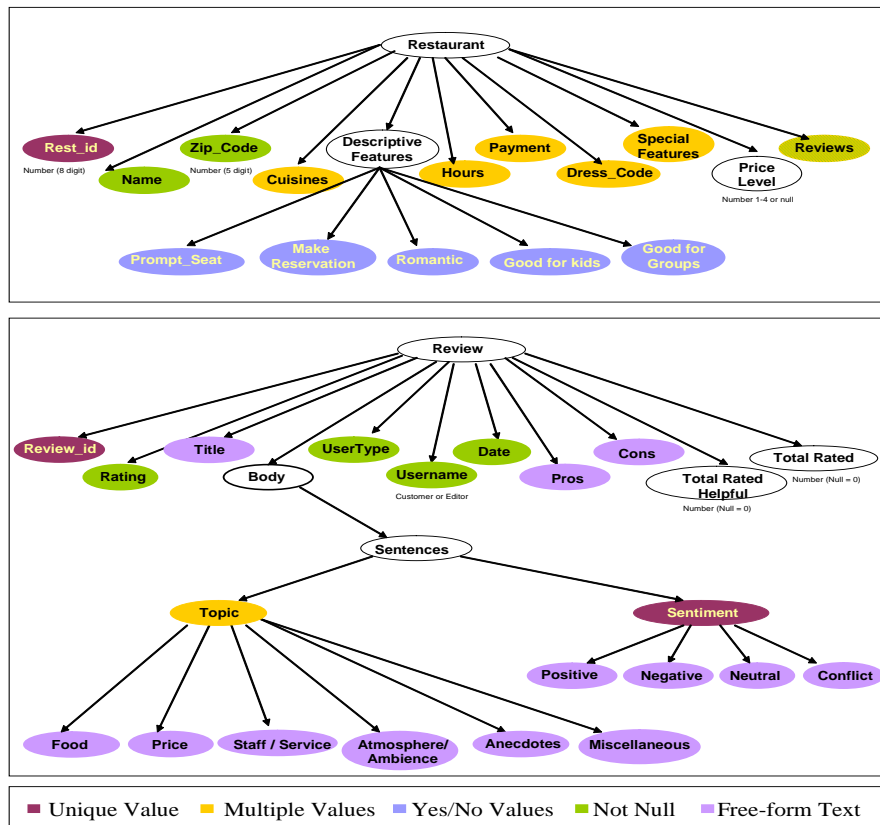 Restaurant
Rest_id
Number (8 digit)
Name
Zip_Code
Number (5 digit)
Cuisines
Descriptive
Features
Hours
Payment
Dress_Code
Special
Features
Price
Level
Number 1-4 or null
Reviews
Prompt_Seat
Make
Reservation
Romantic
Good for kids
Good for
Groups
Review
Review_id
Rating
Title
Body
UserType
Username
Customer or Editor
Date
Pros
Cons
Total Rated
Helpful
Number (Null = 0)
Total Rated
Number (Null = 0)
Sentences
Topic
Sentiment
Positive
Negative
Neutral
Conflict
Food
Price
Staff / Service
Atmosphere/
Ambience
Anecdotes
Miscellaneous
Unique Value
Multiple Values
Yes/No Values
Not Null
Free-form Text